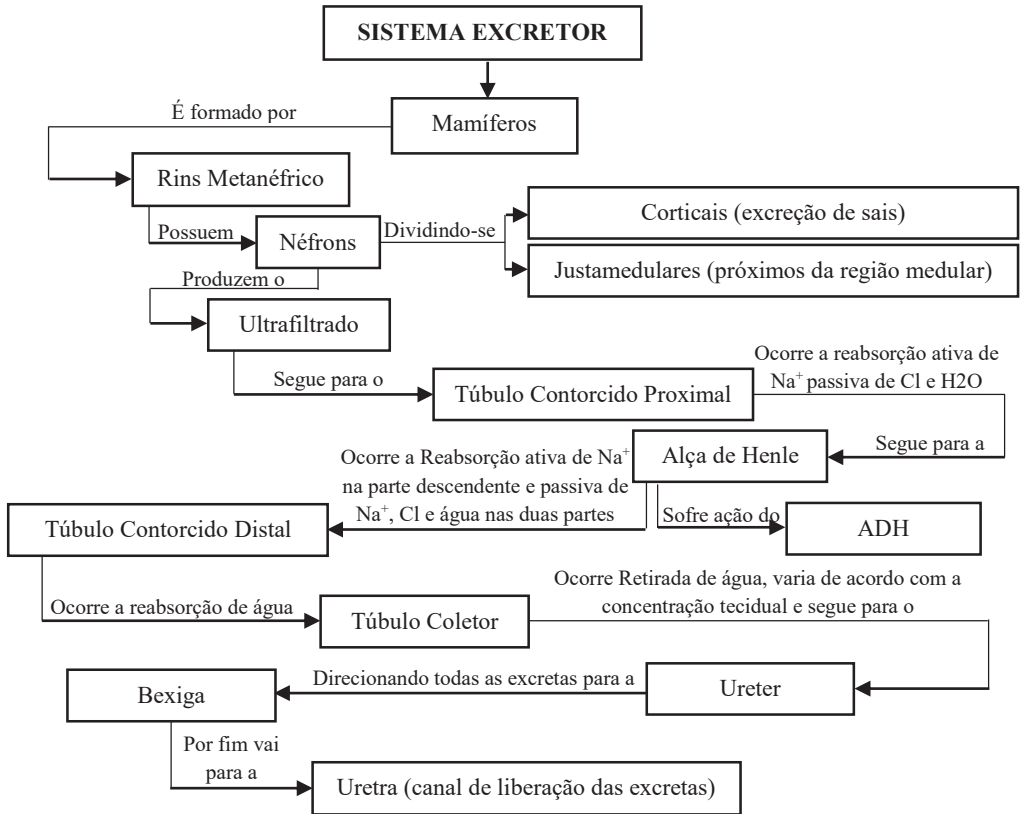 SISTEMA EXCRETOR
É formado por
Mamíferos
Rins Metanéfrico
Possuem
Néfrons
Dividindo-se
Corticais (excreção de sais)
Justamedulares (próximos da região medular)
Produzem o
Ultrafiltrado
Segue para o
Túbulo Contorcido Proximal
Ocorre a reabsorção ativa de
Na⁺ passiva de Cl e H2O
Segue para a
Alça de Henle
Sofre ação do
ADH
Ocorre a Reabsorção ativa de Na⁺
na parte descendente e passiva de
Na⁺, Cl e água nas duas partes
Túbulo Contorcido Distal
Ocorre a reabsorção de água
Túbulo Coletor
Ocorre Retirada de água, varia de acordo com a
concentração tecidual e segue para o
Ureter
Direcionando todas as excretas para a
Bexiga
Por fim vai
para a
Uretra (canal de liberação das excretas)